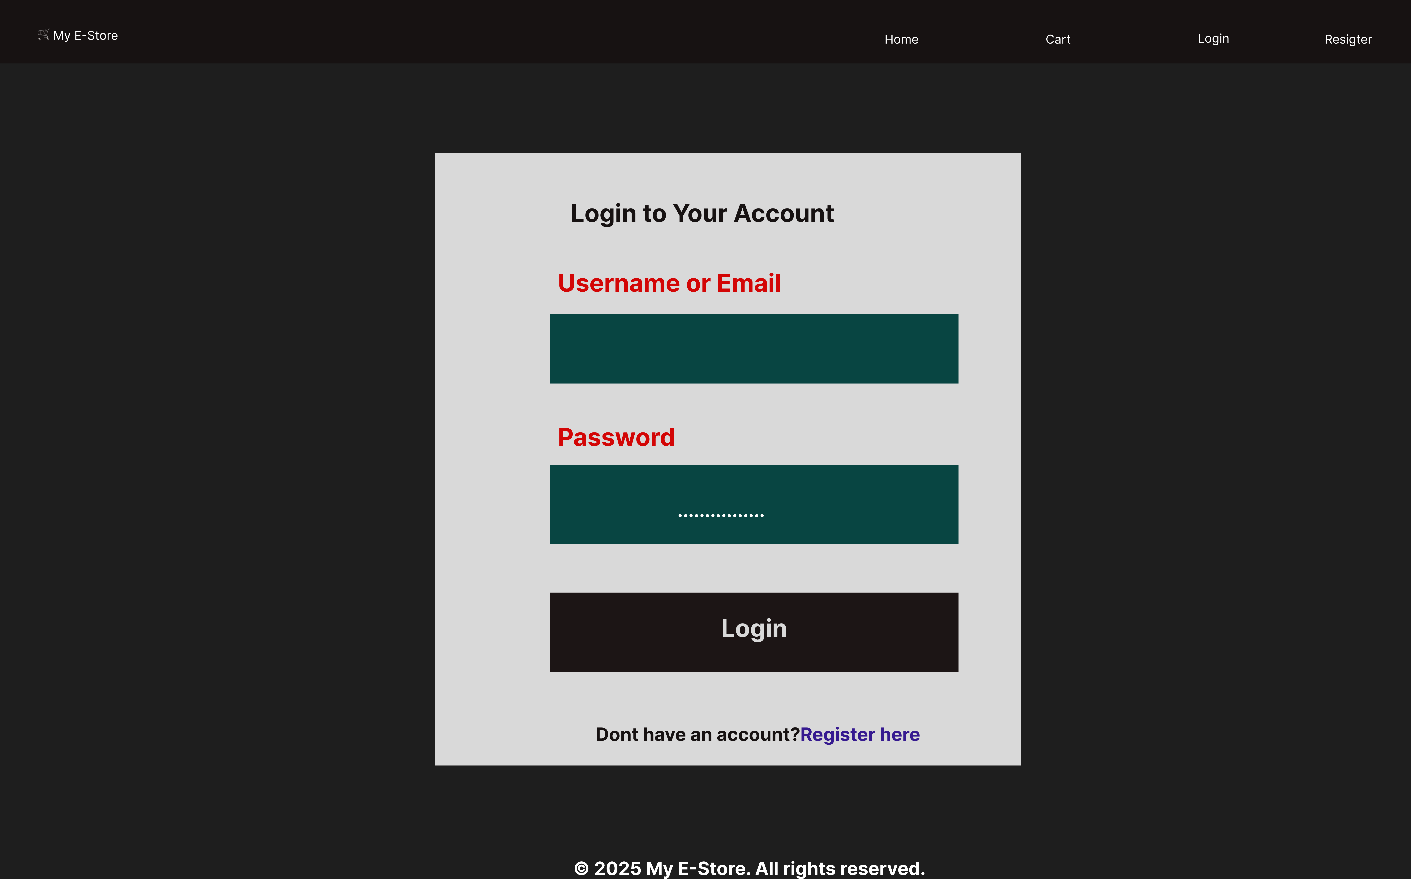 My E-Store
Home Cart Login Resigter
Login to Your Account
Username or Email
Password
................
Login
Dont have an account?Register here
© 2025 My E-Store. All rights reserved.